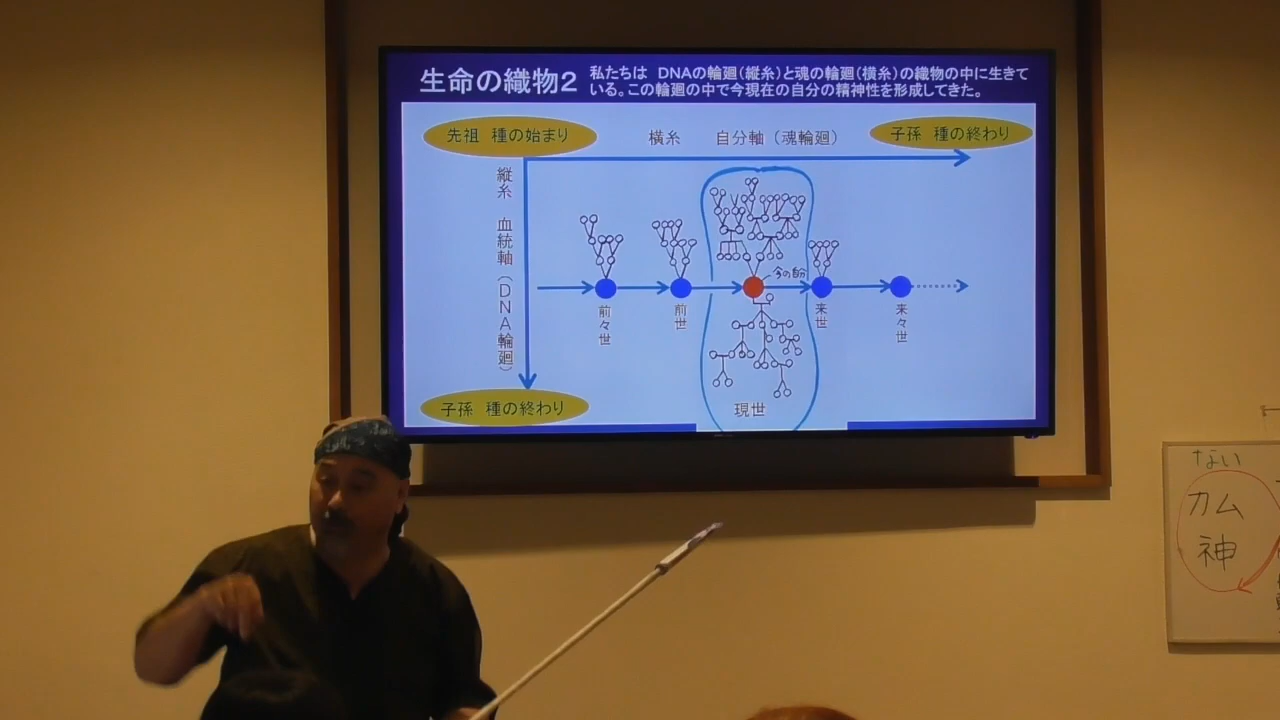 生命の織物2
私たちは DNAの輪廻(縦糸)と魂の輪廻(横糸)の織物の中に生きて
いる。この輪廻の中で今現在の自分の精神性を形成してきた。
先祖 種の始まり
横糸 自分軸(魂輪廻)
子孫 種の終わり
縦糸 血統軸(DNA輪廻)
今の自分
前々世
前世
来世
来々世
現世
子孫 種の終わり
ない
カム
神